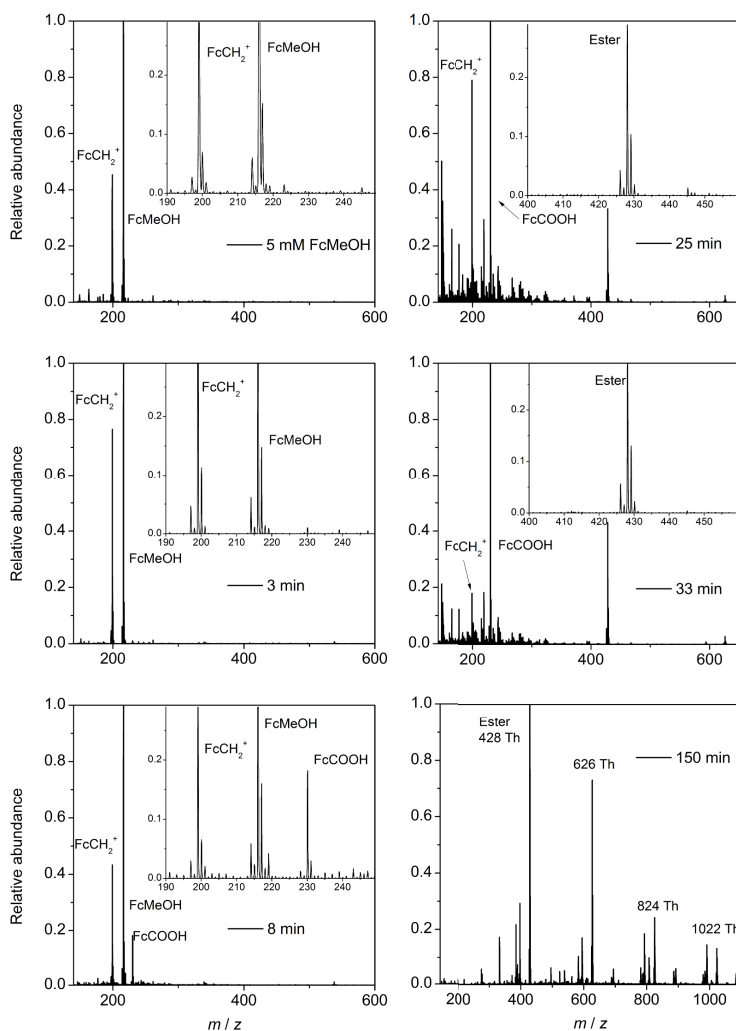 1.0
0.8
0.6
0.4
0.2
0.0
Relative abundance
FcCH₂⁺
FcMeOH
0.2
0.1
0.0
190 200 210 220 230 240
FcCH₂⁺
FcMeOH
5 mM FcMeOH
200 400 600
1.0
0.8
0.6
0.4
0.2
0.0
FcCH₂⁺
FcCOOH
Ester
0.2
0.1
0.0
400 410 420 430 440 450
25 min
200 400 600
1.0
0.8
0.6
0.4
0.2
0.0
Relative abundance
FcCH₂⁺
FcMeOH
0.2
0.1
0.0
190 200 210 220 230 240
FcCH₂⁺
FcMeOH
3 min
200 400 600
1.0
0.8
0.6
0.4
0.2
0.0
FcCH₂⁺
FcCOOH
Ester
0.2
0.1
0.0
400 410 420 430 440 450
33 min
200 400 600
1.0
0.8
0.6
0.4
0.2
0.0
Relative abundance
FcCH₂⁺
FcMeOH
FcCOOH
0.2
0.1
0.0
190 200 210 220 230 240
FcCH₂⁺
FcMeOH
FcCOOH
8 min
200 400 600
m / z
1.0
0.8
0.6
0.4
0.2
0.0
Ester
428 Th
626 Th
824 Th
1022 Th
150 min
200 400 600 800 1000
m / z